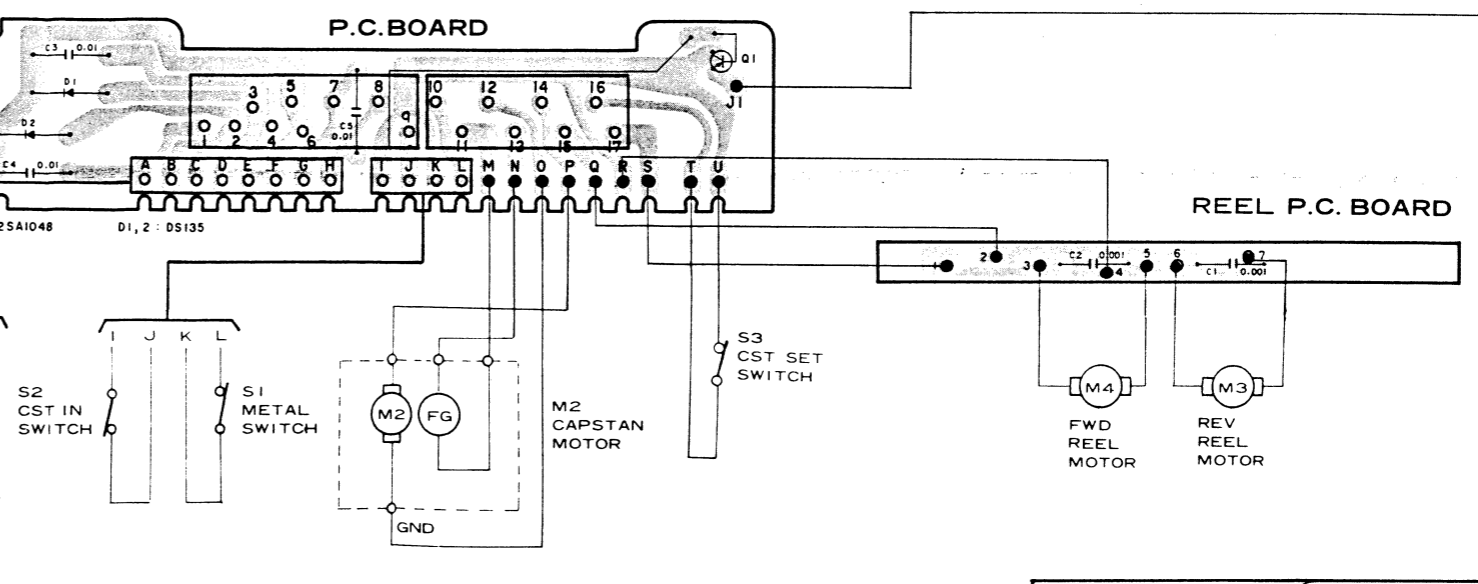 P.C.BOARD
C3 0.01
Q1
D1
J1
3 5 7 8 10 12 14 16
C5
0.01
1 2 4 6 9 11 13 15 17
D2
C4 0.01
A B C D E F G H I J K L M N O P Q R S T U
2SA1048 D1, 2 : DS135
REEL P.C. BOARD
1 2 3 C2 0.001 4 5 6 C1 0.001 7
I J K L
S2
CST IN
SWITCH
S1
METAL
SWITCH
M2
FG
M2
CAPSTAN
MOTOR
GND
S3
CST SET
SWITCH
M4
FWD
REEL
MOTOR
M3
REV
REEL
MOTOR